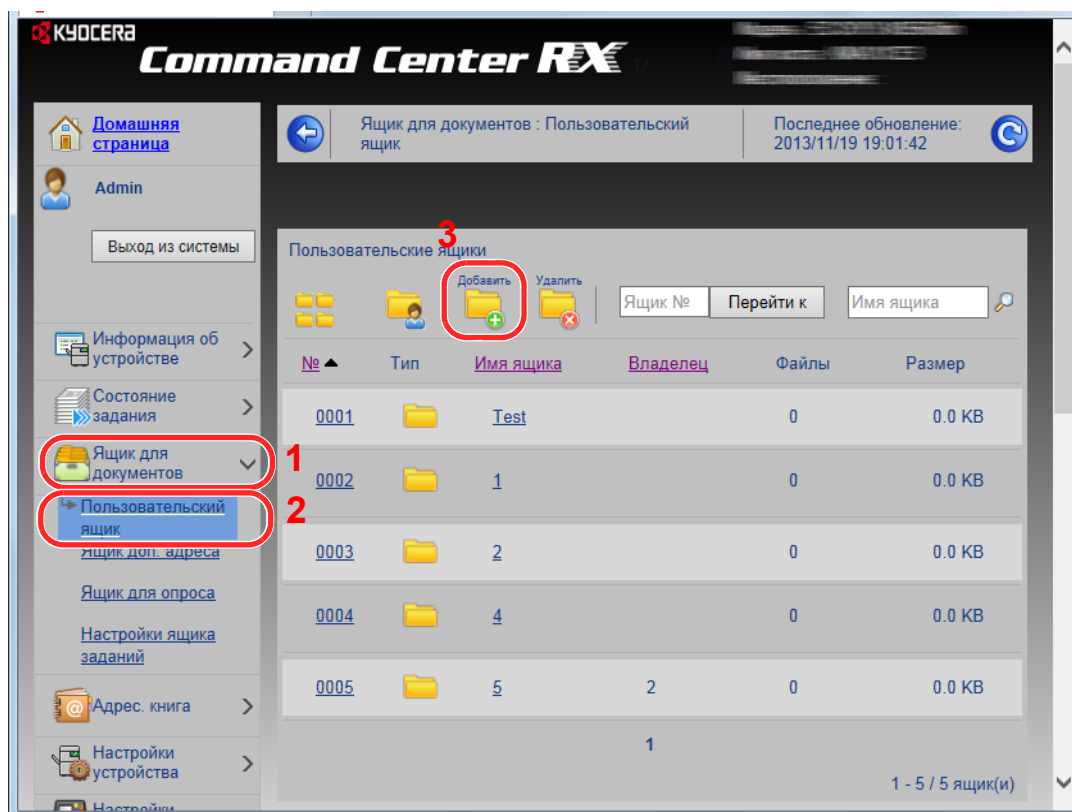 KYOCERA
Command Center RX
Домашняя
страница
Admin
Выход из системы
Информация об
устройстве
Состояние
задания
Ящик для
документов
1
Пользовательский
ящик
2
Ящик доп. адреса
Ящик для опроса
Настройки ящика
заданий
Адрес. книга
Настройки
устройства
Настройки
Ящик для документов : Пользовательский
ящик
Последнее обновление:
2013/11/19 19:01:42
3
Пользовательские ящики
Добавить Удалить
Ящик № Перейти к Имя ящика
№ Тип Имя ящика Владелец Файлы Размер
0001 Test 0 0.0 KB
0002 1 0 0.0 KB
0003 2 0 0.0 KB
0004 4 0 0.0 KB
0005 5 2 0 0.0 KB
1
1 - 5 / 5 ящик(и)